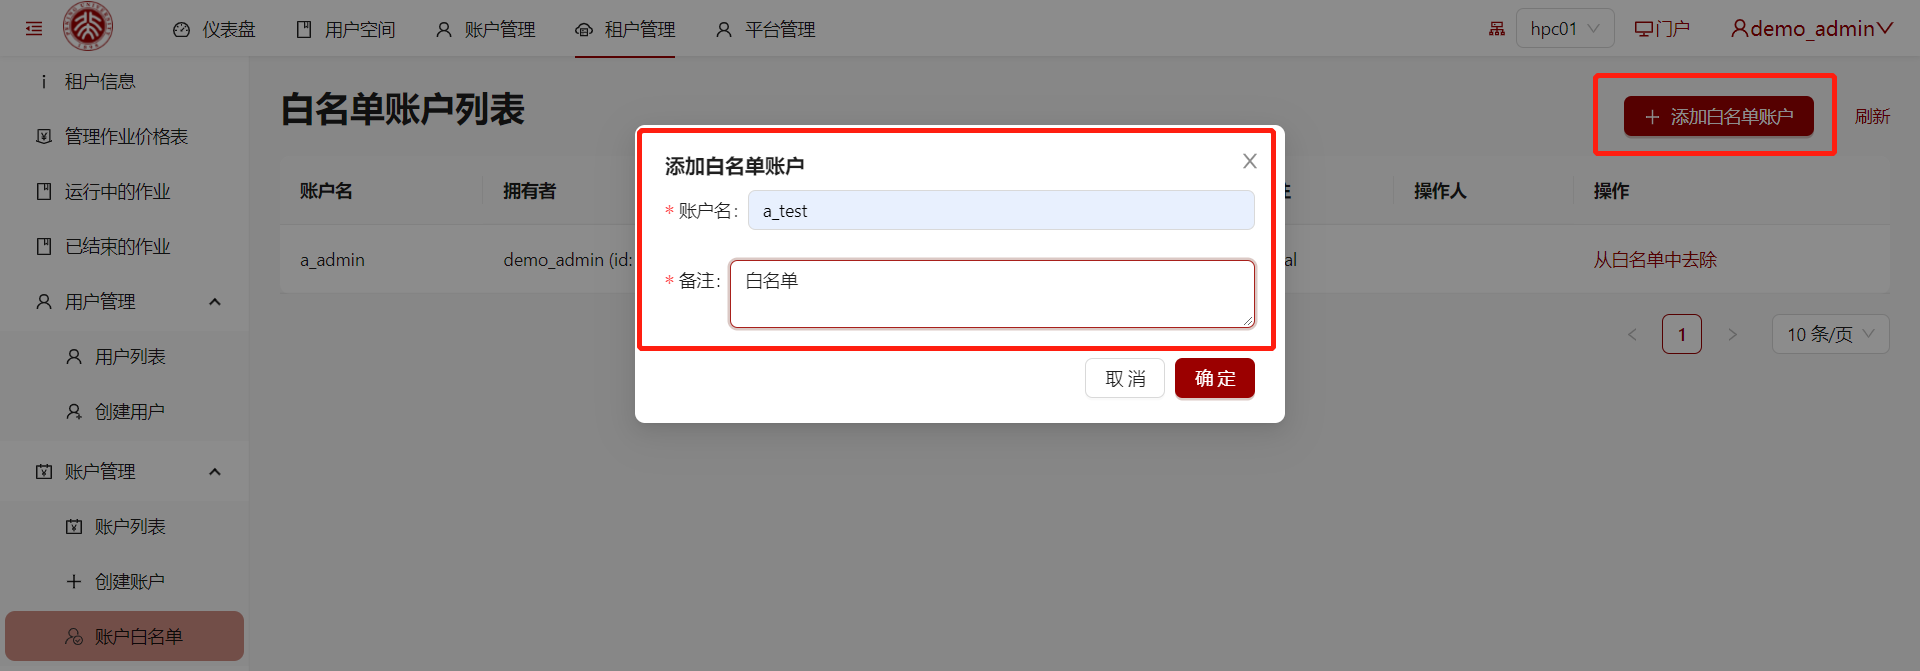 仪表盘
用户空间
账户管理
租户管理
平台管理
hpc01
门户
demo_admin
租户信息
管理作业价格表
运行中的作业
已结束的作业
用户管理
用户列表
创建用户
账户管理
账户列表
创建账户
账户白名单
白名单账户列表
+ 添加白名单账户
刷新
账户名
拥有者
操作人
操作
a_admin
demo_admin (id:
al
从白名单中去除
< 1 >
10 条/页
添加白名单账户
* 账户名:
a_test
* 备注:
白名单
取 消
确 定